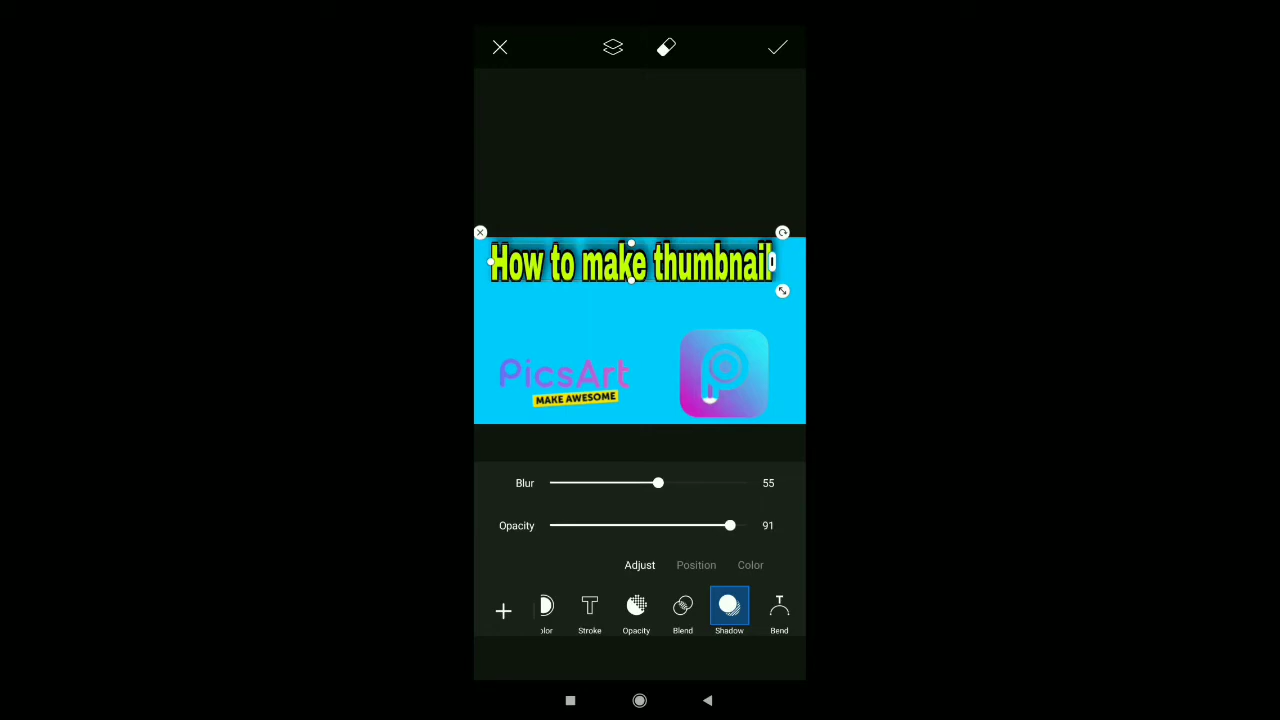 How to make thumbnail
PicsArt
MAKE AWESOME
Blur 55
Opacity 91
Adjust Position Color
olor Stroke Opacity Blend Shadow Bend